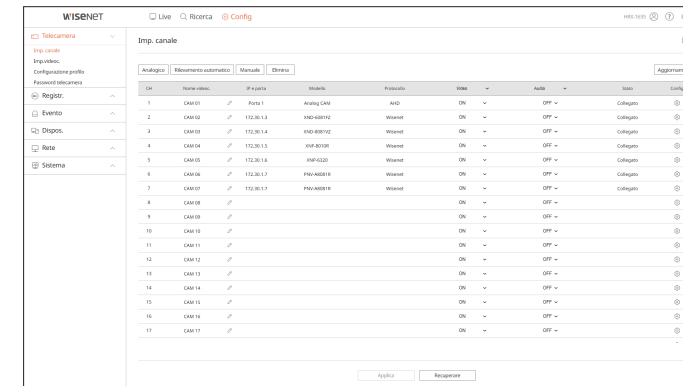 WISENET
Live Ricerca Config
HRX-1635
Telecamera
Imp. canale
Imp.videoc.
Configurazione profilo
Password telecamera
Registr.
Evento
Dispos.
Rete
Sistema
Imp. canale
Analogico Rilevamento automatico Manuale Elimina Aggiornam
CH Nome videoc. IP e porta Modello Protocollo Video Audio Stato Config
1 CAM 01 Porta 1 Analog CAM AHD ON OFF Collegato
2 CAM 02 172.30.1.3 XND-6081FZ Wisenet ON OFF Collegato
3 CAM 03 172.30.1.4 XND-8081VZ Wisenet ON OFF Collegato
4 CAM 04 172.30.1.5 XNF-8010R Wisenet ON OFF Collegato
5 CAM 05 172.30.1.6 XNP-6320 Wisenet ON OFF Collegato
6 CAM 06 172.30.1.7 PNV-A8081R Wisenet ON OFF Collegato
7 CAM 07 172.30.1.7 PNV-A8081R Wisenet ON OFF Collegato
8 CAM 08 ON OFF
9 CAM 09 ON OFF
10 CAM 10 ON OFF
11 CAM 11 ON OFF
12 CAM 12 ON OFF
13 CAM 13 ON OFF
14 CAM 14 ON OFF
15 CAM 15 ON OFF
16 CAM 16 ON OFF
17 CAM 17 ON OFF
Applica Recuperare